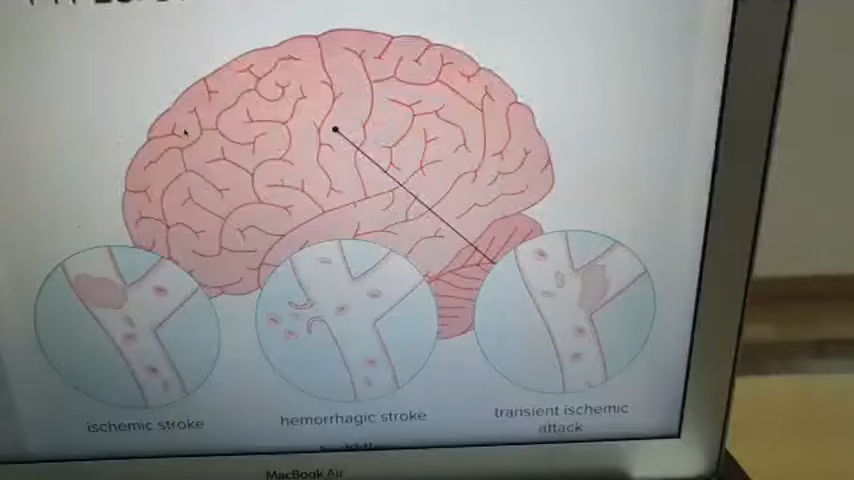 ischemic stroke
hemorrhagic stroke
transient ischemic
attack
MacBook Air